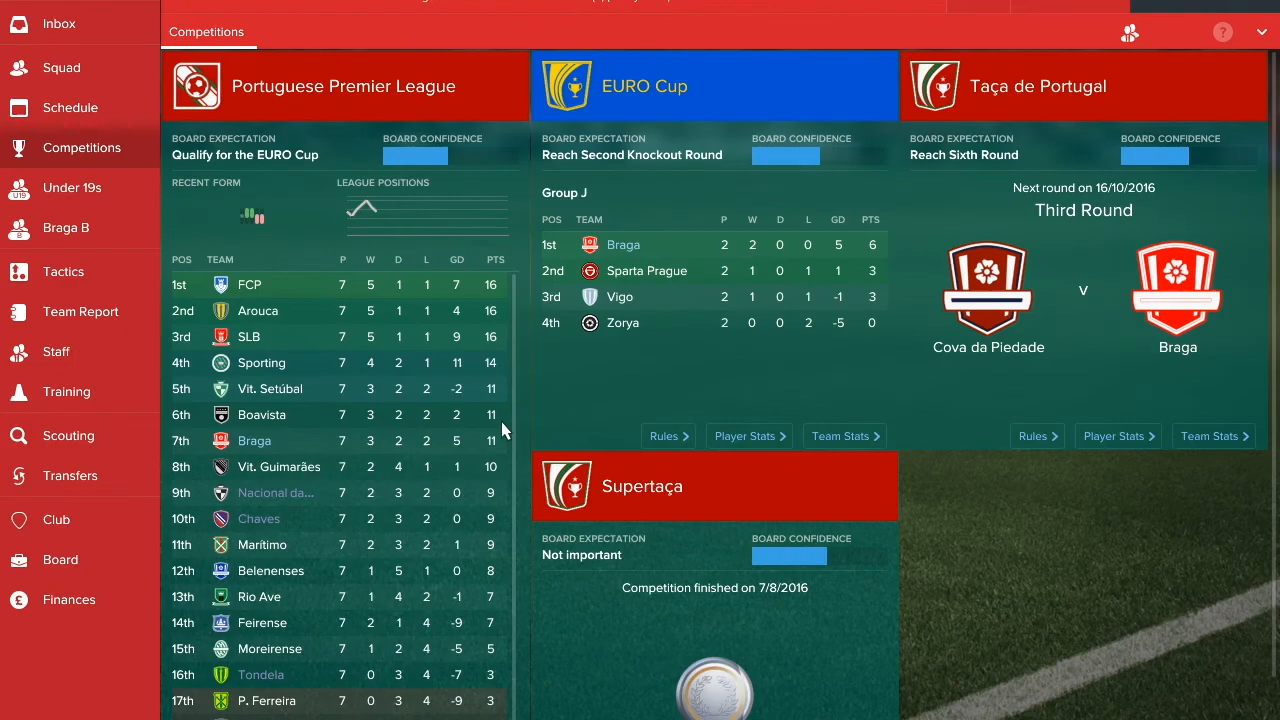 Inbox
Squad
Schedule
Competitions
U19
Under 19s
B
Braga B
Tactics
Team Report
Staff
Training
Scouting
Transfers
Club
Board
£
Finances
Competitions
?
Portuguese Premier League
BOARD EXPECTATION BOARD CONFIDENCE
Qualify for the EURO Cup
RECENT FORM LEAGUE POSITIONS
POS TEAM P W D L GD PTS
1st FCP 7 5 1 1 7 16
2nd Arouca 7 5 1 1 4 16
3rd SLB 7 5 1 1 9 16
4th Sporting 7 4 2 1 11 14
5th Vit. Setúbal 7 3 2 2 -2 11
6th Boavista 7 3 2 2 2 11
7th Braga 7 3 2 2 5 11
8th Vit. Guimarães 7 2 4 1 1 10
9th Nacional da... 7 2 3 2 0 9
10th Chaves 7 2 3 2 0 9
11th Marítimo 7 2 3 2 1 9
12th Belenenses 7 1 5 1 0 8
13th Rio Ave 7 1 4 2 -1 7
14th Feirense 7 2 1 4 -9 7
15th Moreirense 7 1 2 4 -5 5
16th Tondela 7 0 3 4 -7 3
17th P. Ferreira 7 0 3 4 -9 3
EURO Cup
BOARD EXPECTATION BOARD CONFIDENCE
Reach Second Knockout Round
Group J
POS TEAM P W D L GD PTS
1st Braga 2 2 0 0 5 6
2nd Sparta Prague 2 1 0 1 1 3
3rd Vigo 2 1 0 1 -1 3
4th Zorya 2 0 0 2 -5 0
Rules Player Stats Team Stats
Taça de Portugal
BOARD EXPECTATION BOARD CONFIDENCE
Reach Sixth Round
Next round on 16/10/2016
Third Round
V
Cova da Piedade Braga
Rules Player Stats Team Stats
Supertaça
BOARD EXPECTATION BOARD CONFIDENCE
Not important
Competition finished on 7/8/2016